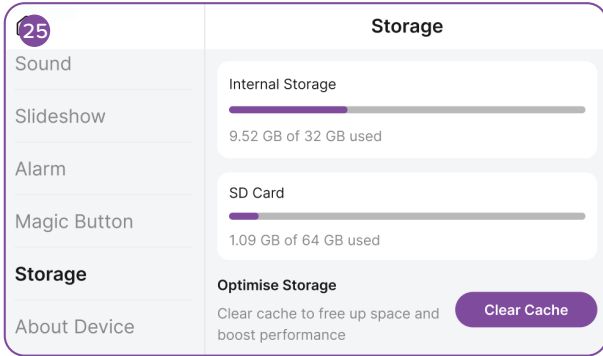 25
Storage
Sound
Slideshow
Alarm
Magic Button
Storage
About Device
Internal Storage
9.52 GB of 32 GB used
SD Card
1.09 GB of 64 GB used
Optimise Storage
Clear cache to free up space and
boost performance
Clear Cache